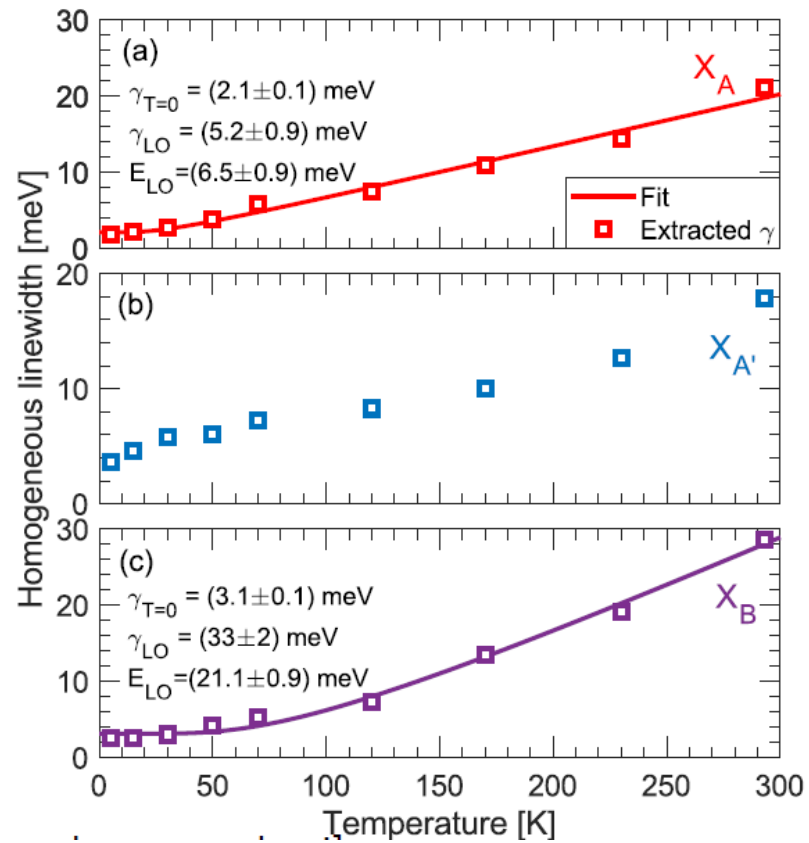 Homogeneous linewidth [meV]
30
20
10
0
(a)
γT=0 = (2.1±0.1) meV
γLO = (5.2±0.9) meV
ELO=(6.5±0.9) meV
XA
Fit
Extracted γ
20
10
0
(b)
XA'
30
20
10
0
(c)
γT=0 = (3.1±0.1) meV
γLO = (33±2) meV
ELO=(21.1±0.9) meV
XB
0 50 100 150 200 250 300
Temperature [K]